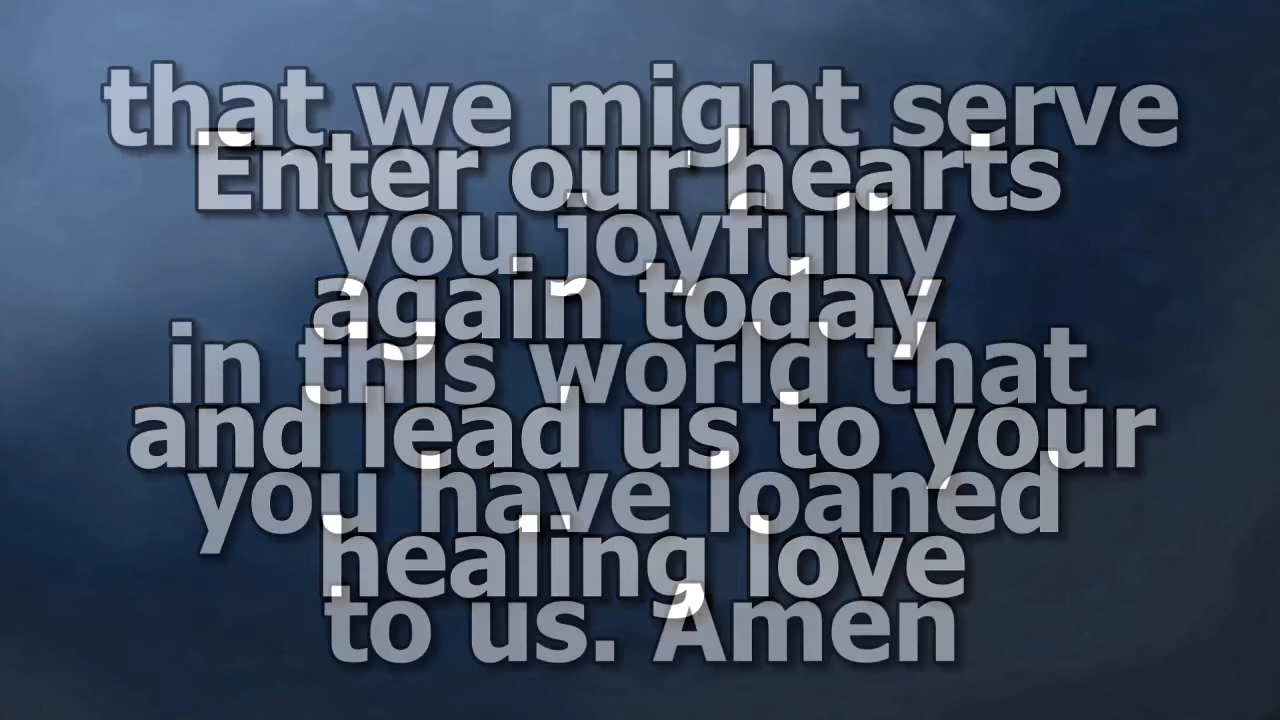 that we might serve
Enter our hearts
you joyfully
again today
in this world that
and lead us to your
you have loaned
healing love
to us. Amen